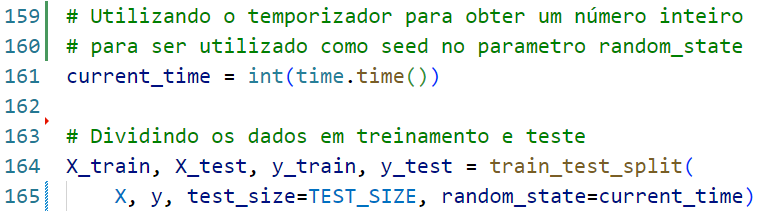 159 # Utilizando o temporizador para obter um número inteiro
160 # para ser utilizado como seed no parametro random_state
161 current_time = int(time.time())
162
163 # Dividindo os dados em treinamento e teste
164 X_train, X_test, y_train, y_test = train_test_split(
165     X, y, test_size=TEST_SIZE, random_state=current_time)